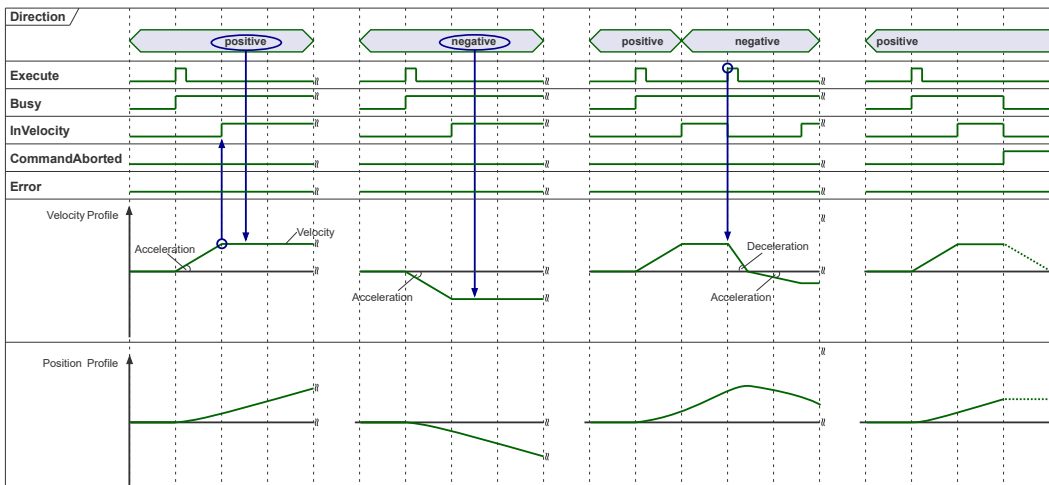 Direction
positive
negative
positive
negative
positive
Execute
Busy
InVelocity
CommandAborted
Error
Velocity Profile
Velocity
Acceleration
Deceleration
Acceleration
Acceleration
Position Profile